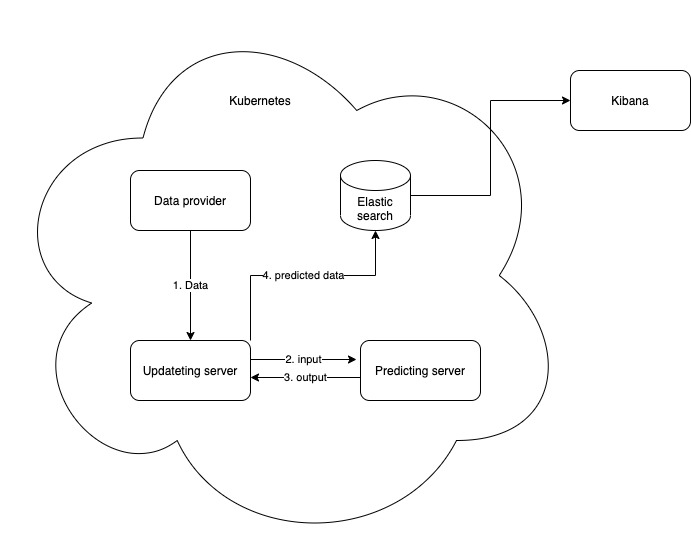 Kubernetes
Kibana
Data provider
Elastic
search
1. Data
4. predicted data
Updateting server
2. input
3. output
Predicting server